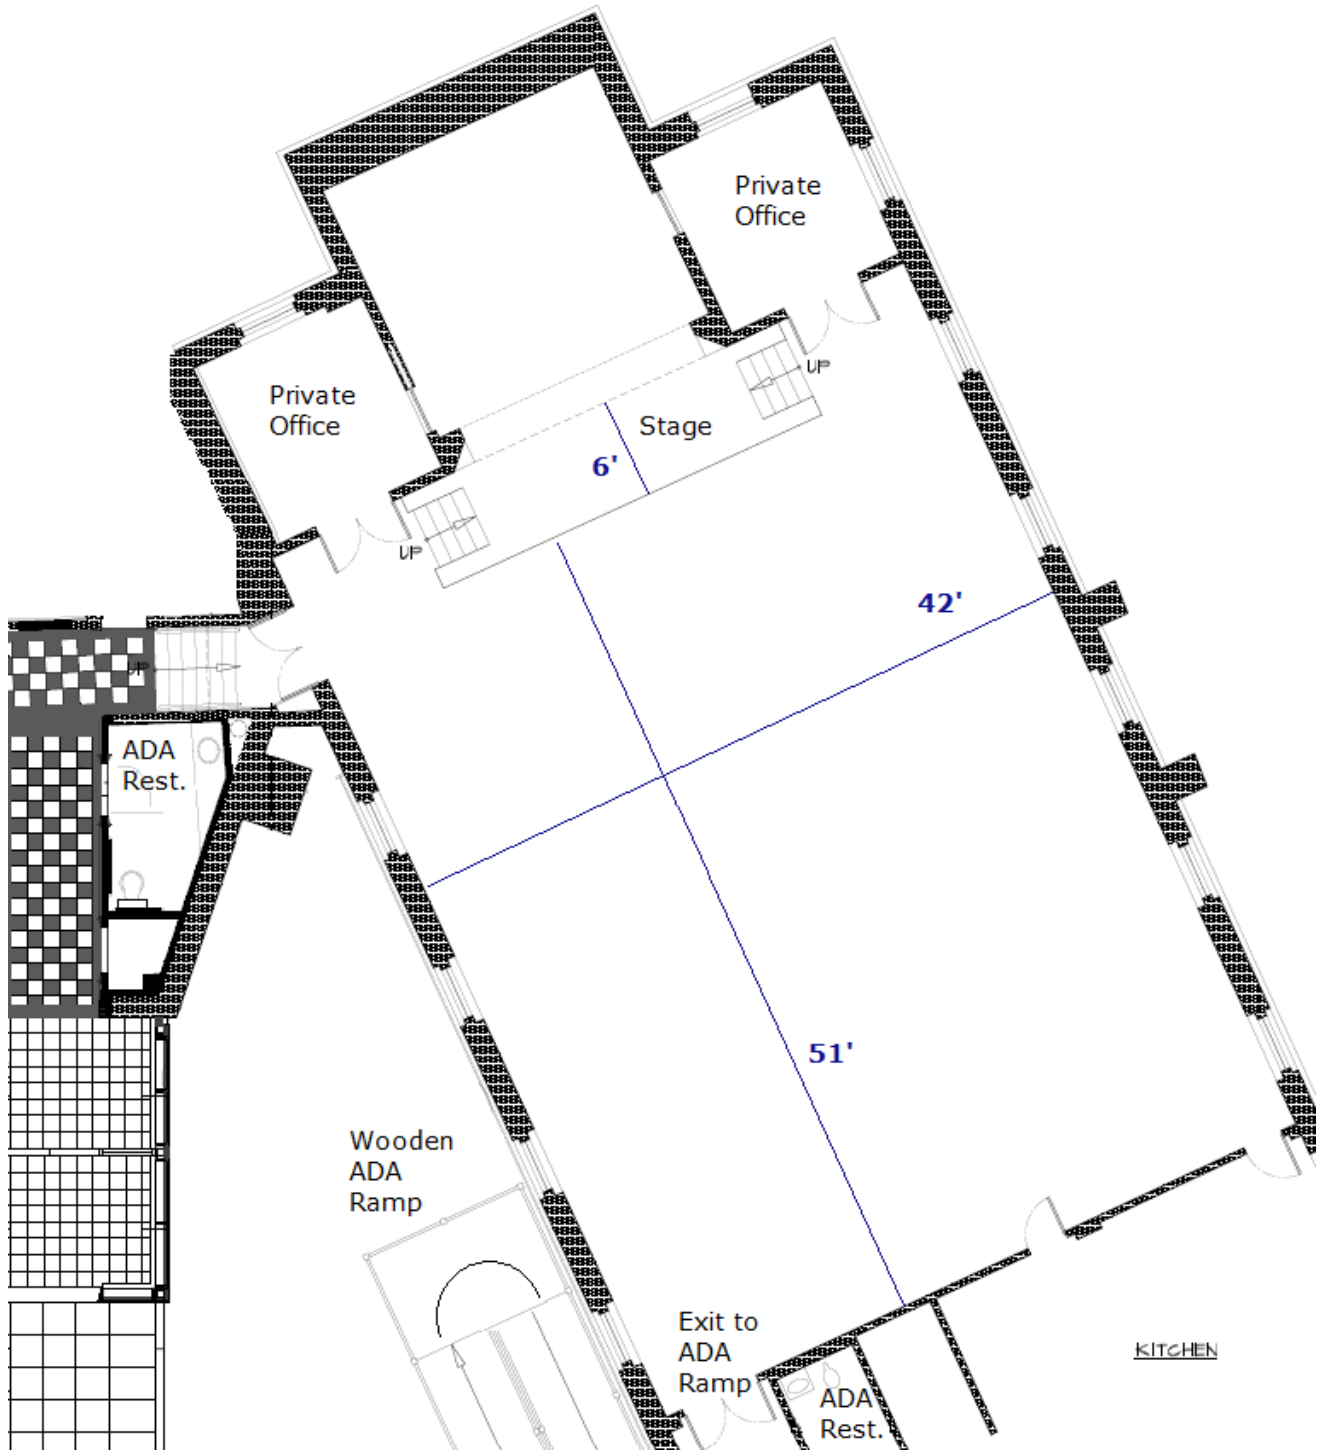 Private
Office
Private
Office
UP
Stage
6'
UP
42'
UP
ADA
Rest.
51'
Wooden
ADA
Ramp
Exit to
ADA
Ramp
KITCHEN
ADA
Rest.